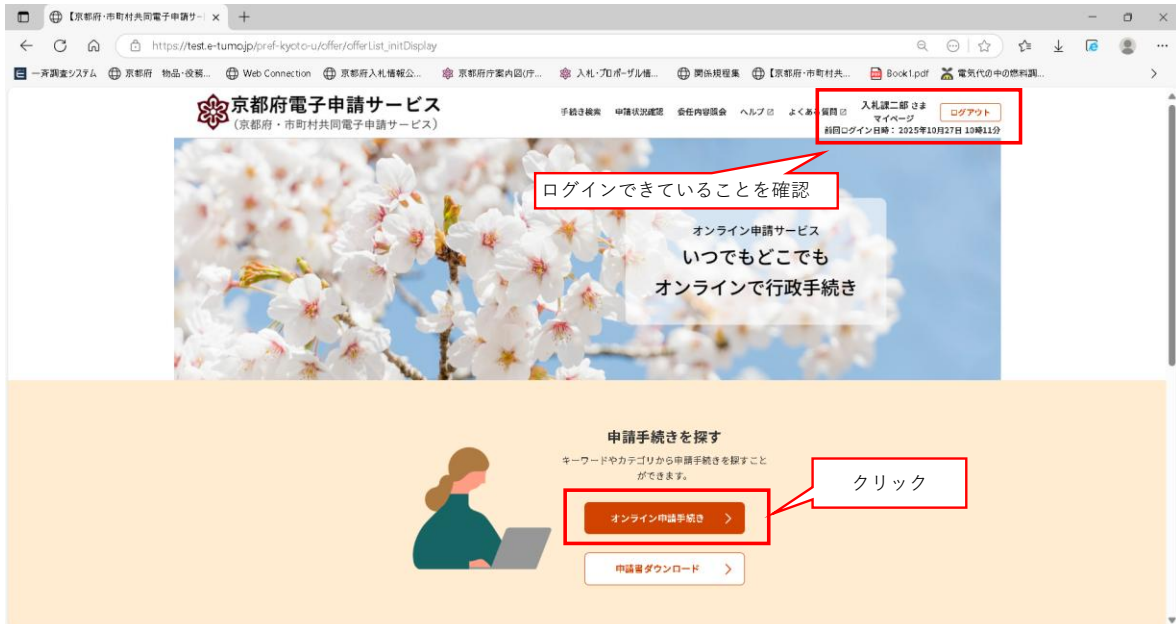 【京都府・市町村共同電子申請サー
https://test.e-tumo.jp/pref-kyoto-u/offer/offerList_initDisplay
一斉調査システム 京都府 物品・役務... Web Connection 京都府入札情報公... 京都府庁案内図(庁... 入札・プロポーザル情... 関係規程集 【京都府・市町村共... Book1.pdf 電気代の中の燃料調...
京都府電子申請サービス
(京都府・市町村共同電子申請サービス)
手続き検索 申請状況確認 委任内容照会 ヘルプ よくある質問
入札課二郎 さま
マイページ
ログアウト
前回ログイン日時：2025年10月27日 10時11分
ログインできていることを確認
オンライン申請サービス
いつでもどこでも
オンラインで行政手続き
申請手続きを探す
キーワードやカテゴリから申請手続きを探すこと
ができます。
クリック
オンライン申請手続き
申請書ダウンロード